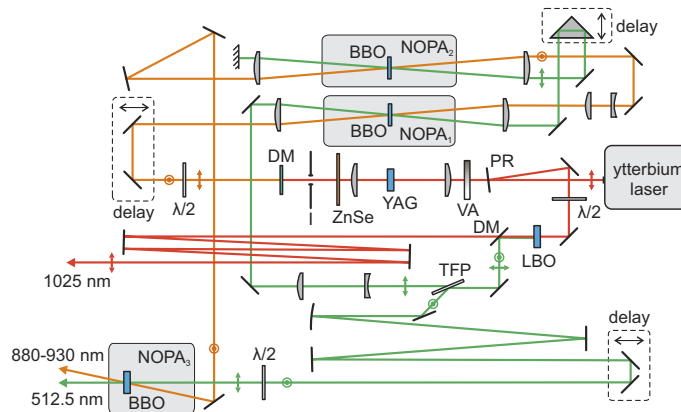 delay
BBO
NOPA₂
BBO
NOPA₁
DM
PR
ytterbium
laser
λ/2
ZnSe
YAG
VA
λ/2
delay
DM
LBO
1025 nm
TFP
delay
880-930 nm
NOPA₃
λ/2
512.5 nm
BBO